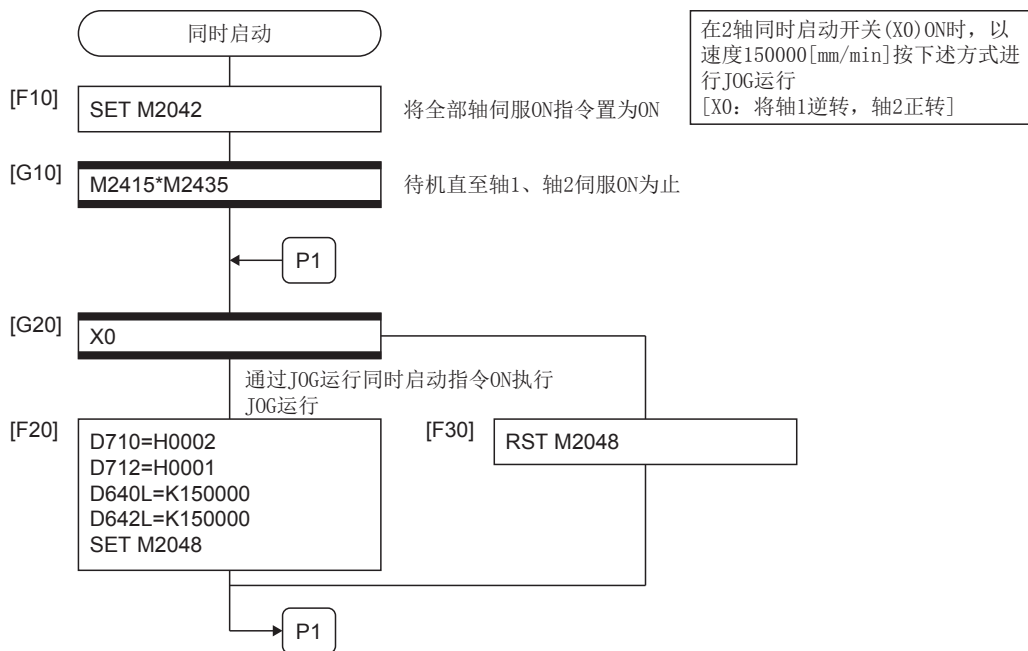 同时启动
在2轴同时启动开关(X0)ON时，以
速度150000[mm/min]按下述方式进
行JOG运行
[X0：将轴1逆转，轴2正转]
[F10]
SET M2042
将全部轴伺服ON指令置为ON
[G10]
M2415*M2435
待机直至轴1、轴2伺服ON为止
P1
[G20]
X0
通过JOG运行同时启动指令ON执行
JOG运行
[F20]
D710=H0002
D712=H0001
D640L=K150000
D642L=K150000
SET M2048
[F30]
RST M2048
P1